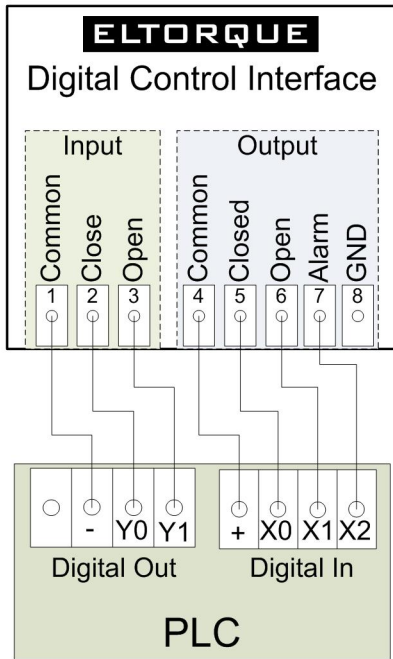 ELTORQUE
Digital Control Interface
Input
Output
Common
Close
Open
Common
Closed
Open
Alarm
GND
1 2 3 4 5 6 7 8
- Y0 Y1 + X0 X1 X2
Digital Out
Digital In
PLC